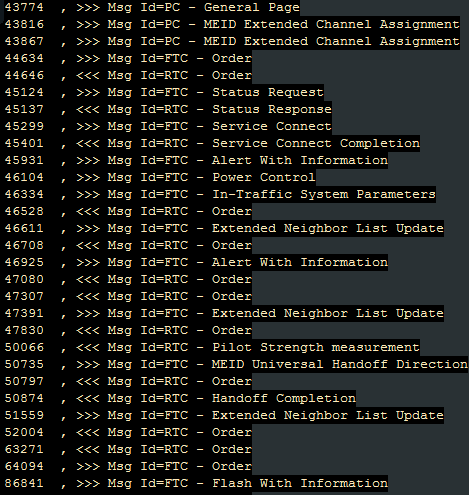 43774 , >>> Msg Id=PC - General Page
43816 , >>> Msg Id=PC - MEID Extended Channel Assignment
43867 , >>> Msg Id=PC - MEID Extended Channel Assignment
44634 , >>> Msg Id=FTC - Order
44646 , <<< Msg Id=RTC - Order
45124 , >>> Msg Id=FTC - Status Request
45137 , <<< Msg Id=RTC - Status Response
45299 , >>> Msg Id=FTC - Service Connect
45401 , <<< Msg Id=RTC - Service Connect Completion
45931 , >>> Msg Id=FTC - Alert With Information
46104 , >>> Msg Id=FTC - Power Control
46334 , >>> Msg Id=FTC - In-Traffic System Parameters
46528 , <<< Msg Id=RTC - Order
46611 , >>> Msg Id=FTC - Extended Neighbor List Update
46708 , <<< Msg Id=RTC - Order
46925 , >>> Msg Id=FTC - Alert With Information
47080 , <<< Msg Id=RTC - Order
47307 , <<< Msg Id=RTC - Order
47391 , >>> Msg Id=FTC - Extended Neighbor List Update
47830 , <<< Msg Id=RTC - Order
50066 , <<< Msg Id=RTC - Pilot Strength measurement
50735 , >>> Msg Id=FTC - MEID Universal Handoff Direction
50797 , <<< Msg Id=RTC - Order
50874 , <<< Msg Id=RTC - Handoff Completion
51559 , >>> Msg Id=FTC - Extended Neighbor List Update
52004 , <<< Msg Id=RTC - Order
63271 , <<< Msg Id=RTC - Order
64094 , >>> Msg Id=FTC - Order
86841 , >>> Msg Id=FTC - Flash With Information